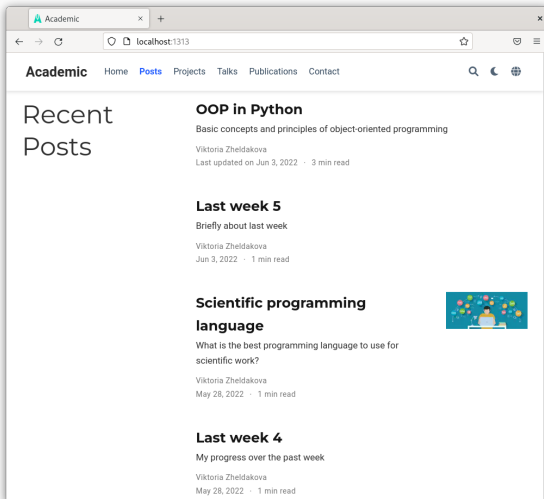 Academic
localhost:1313
Academic Home Posts Projects Talks Publications Contact
Recent
Posts
OOP in Python
Basic concepts and principles of object-oriented programming
Viktoria Zheldakova
Last updated on Jun 3, 2022 · 3 min read
Last week 5
Briefly about last week
Viktoria Zheldakova
Jun 3, 2022 · 1 min read
Scientific programming
language
What is the best programming language to use for
scientific work?
Viktoria Zheldakova
May 28, 2022 · 1 min read
Last week 4
My progress over the past week
Viktoria Zheldakova
May 28, 2022 · 1 min read